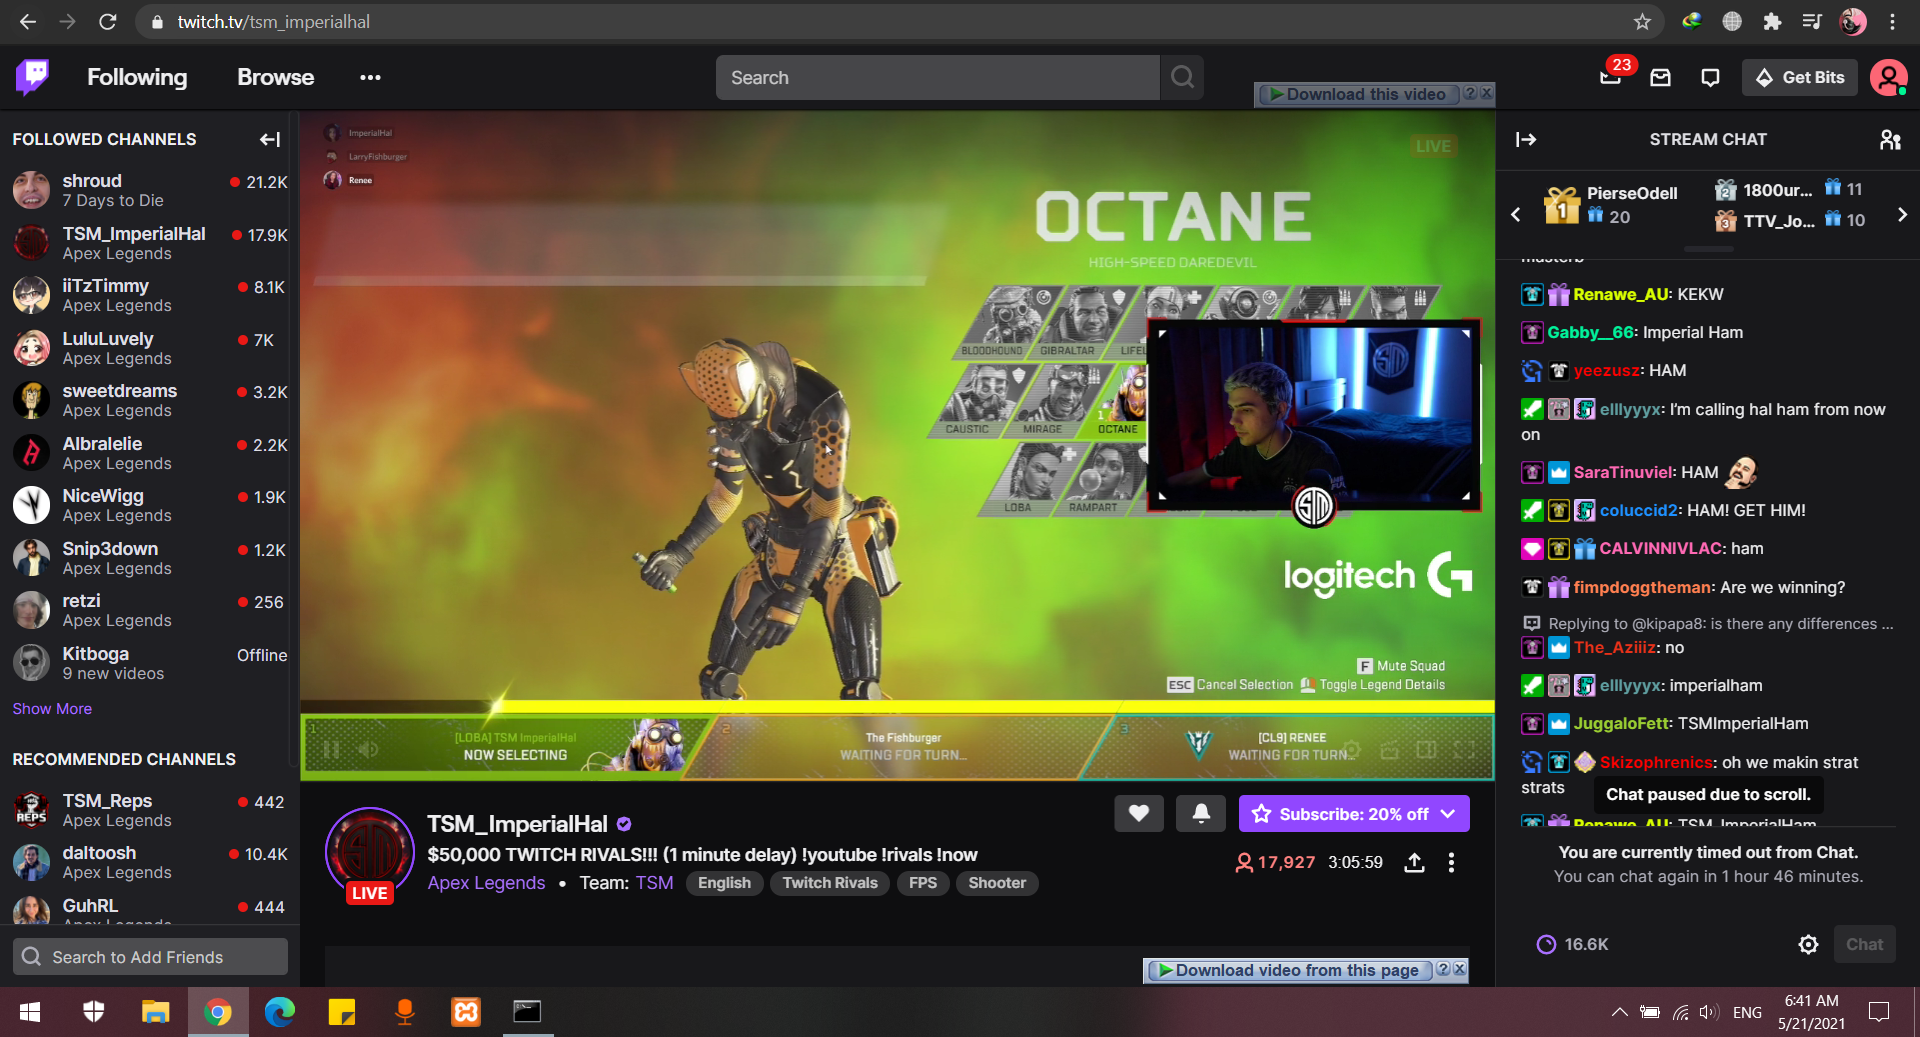 twitch.tv/tsm_imperialhal
Following
Browse
Search
23
Get Bits
Download this video
FOLLOWED CHANNELS
shroud
21.2K
7 Days to Die
TSM_ImperialHal
17.9K
Apex Legends
iiTzTimmy
8.1K
Apex Legends
LuluLuvely
7K
Apex Legends
sweetdreams
3.2K
Apex Legends
Albralelie
2.2K
Apex Legends
NiceWigg
1.9K
Apex Legends
Snip3down
1.2K
Apex Legends
retzi
256
Apex Legends
Kitboga
Offline
9 new videos
Show More
RECOMMENDED CHANNELS
TSM_Reps
442
Apex Legends
daltoosh
10.4K
Apex Legends
GuhRL
444
Apex Legends
Search to Add Friends
ImperialHal
LarryFishburger
Renee
LIVE
OCTANE
HIGH-SPEED DAREDEVIL
BLOODHOUND
GIBRALTAR
CAUSTIC
MIRAGE
1
OCTANE
LOBA
RAMPART
TSM
logitech G
F Mute Squad
ESC Cancel Selection
Toggle Legend Details
1
[LOBA] TSM ImperialHal
NOW SELECTING
2
The Fishburger
WAITING FOR TURN...
3
[CL9] RENEE
WAITING FOR TURN...
TSM_ImperialHal
$50,000 TWITCH RIVALS!!! (1 minute delay) !youtube !rivals !now
Apex Legends • Team: TSM
English
Twitch Rivals
FPS
Shooter
LIVE
Subscribe: 20% off
17,927
3:05:59
Download video from this page
STREAM CHAT
1
PierseOdell
20
2
1800ur...
11
3
TTV_Jo...
10
Renawe_AU: KEKW
Gabby__66: Imperial Ham
yeezusz: HAM
elllyyyx: I'm calling hal ham from now
on
SaraTinuviel: HAM
coluccid2: HAM! GET HIM!
CALVINNIVLAC: ham
fimpdoggtheman: Are we winning?
Replying to @kipapa8: is there any differences ...
The_Aziiiz: no
elllyyyx: imperialham
JuggaloFett: TSMImperialHam
Skizophrenics: oh we makin strat
strats
Chat paused due to scroll.
Renawe_AU: TSM_ImperialHam
You are currently timed out from Chat.
You can chat again in 1 hour 46 minutes.
16.6K
Chat
ENG
6:41 AM
5/21/2021